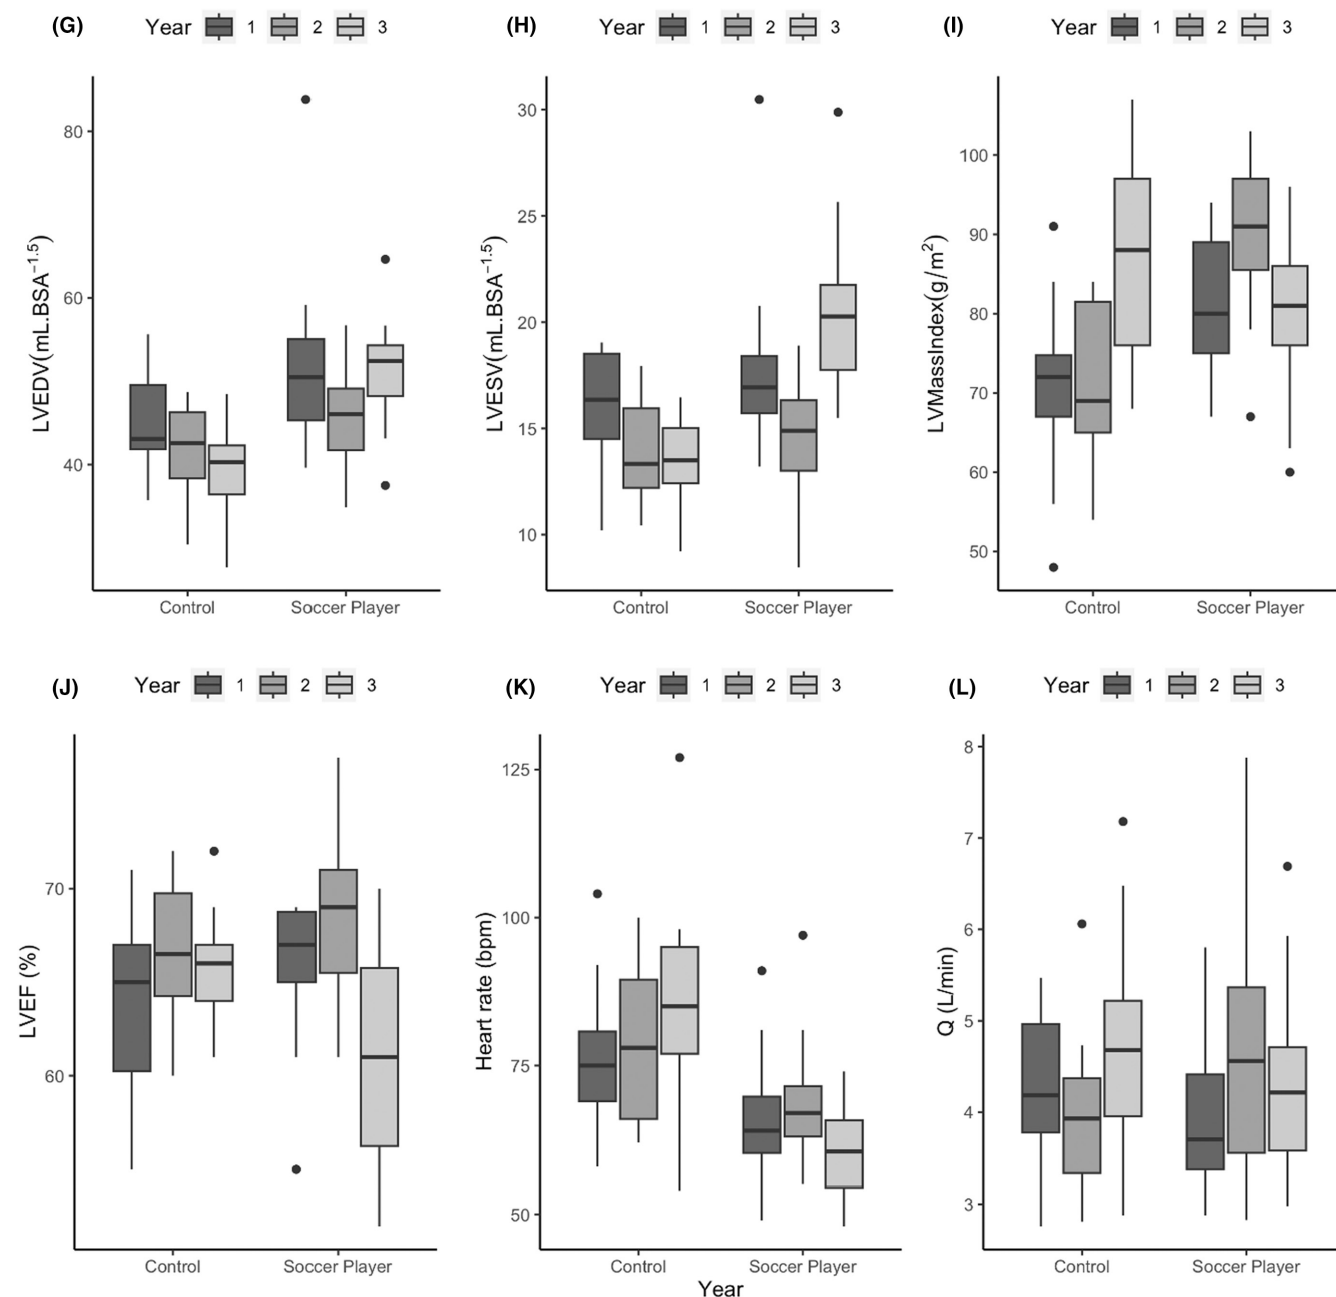 (G) Year 1 2 3
LVEDV(mL.BSA⁻¹·⁵)
80
60
40
Control Soccer Player
(H) Year 1 2 3
LVESV(mL.BSA⁻¹·⁵)
30
25
20
15
10
Control Soccer Player
(I) Year 1 2 3
LVMassIndex(g/m²)
100
90
80
70
60
50
Control Soccer Player
(J) Year 1 2 3
LVEF (%)
70
60
Control Soccer Player
(K) Year 1 2 3
Heart rate (bpm)
125
100
75
50
Control Soccer Player
Year
(L) Year 1 2 3
Q (L/min)
8
7
6
5
4
3
Control Soccer Player